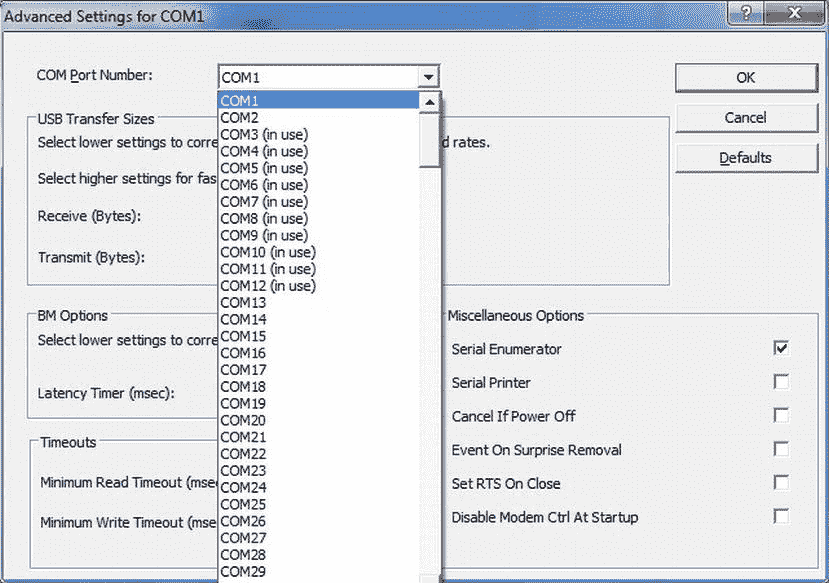 Advanced Settings for COM1
COM Port Number:
COM1
OK
Cancel
Defaults
COM1
COM2
COM3 (in use)
COM4 (in use)
COM5 (in use)
COM6 (in use)
COM7 (in use)
COM8 (in use)
COM9 (in use)
COM10 (in use)
COM11 (in use)
COM12 (in use)
COM13
COM14
COM15
COM16
COM17
COM18
COM19
COM20
COM21
COM22
COM23
COM24
COM25
COM26
COM27
COM28
COM29
USB Transfer Sizes
Select lower settings to corre
d rates.
Select higher settings for fas
Receive (Bytes):
Transmit (Bytes):
BM Options
Select lower settings to corre
Latency Timer (msec):
Timeouts
Minimum Read Timeout (mse
Minimum Write Timeout (mse
Miscellaneous Options
Serial Enumerator
Serial Printer
Cancel If Power Off
Event On Surprise Removal
Set RTS On Close
Disable Modem Ctrl At Startup